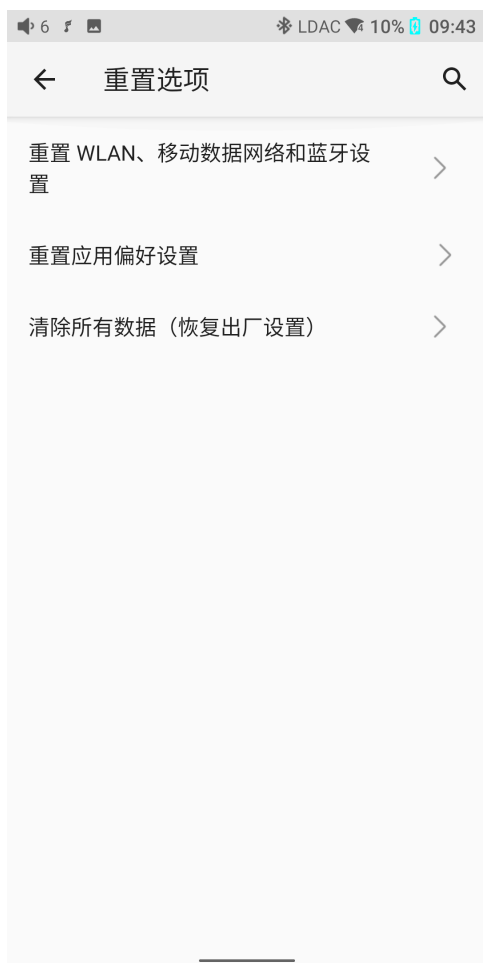 6 LDAC 4 10% 09:43
重置选项
重置 WLAN、移动数据网络和蓝牙设
置
重置应用偏好设置
清除所有数据（恢复出厂设置）